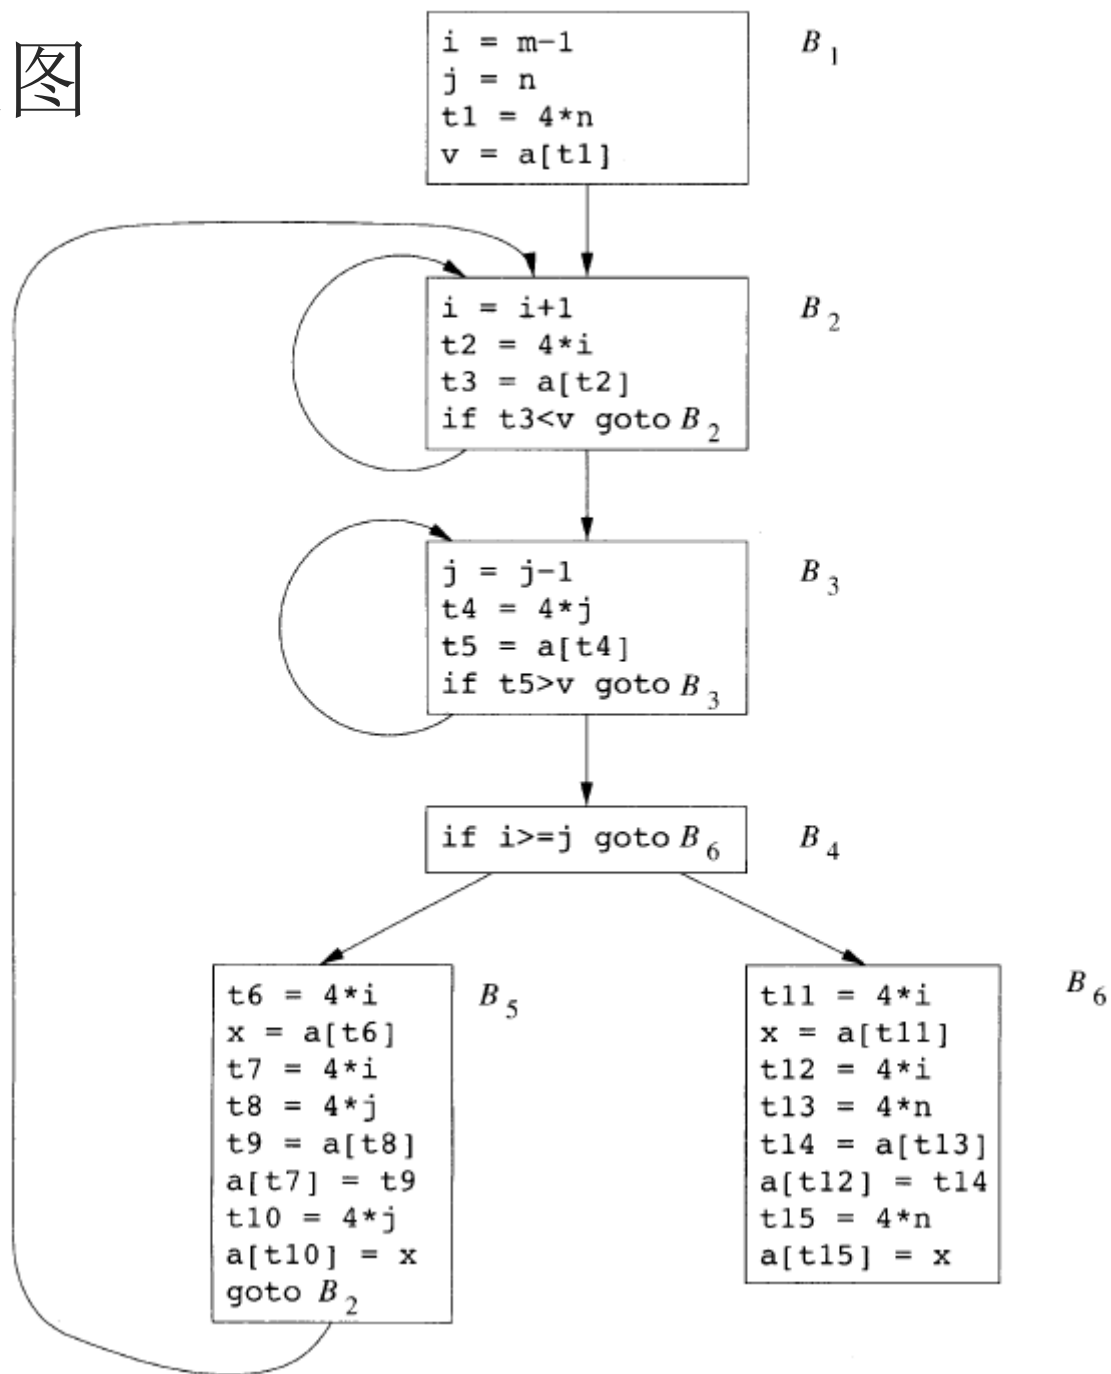 图
i = m-1
j = n
t1 = 4*n
v = a[t1]
B1
i = i+1
t2 = 4*i
t3 = a[t2]
if t3<v goto B2
B2
j = j-1
t4 = 4*j
t5 = a[t4]
if t5>v goto B3
B3
if i>=j goto B6
B4
t6 = 4*i
x = a[t6]
t7 = 4*i
t8 = 4*j
t9 = a[t8]
a[t7] = t9
t10 = 4*j
a[t10] = x
goto B2
B5
t11 = 4*i
x = a[t11]
t12 = 4*i
t13 = 4*n
t14 = a[t13]
a[t12] = t14
t15 = 4*n
a[t15] = x
B6